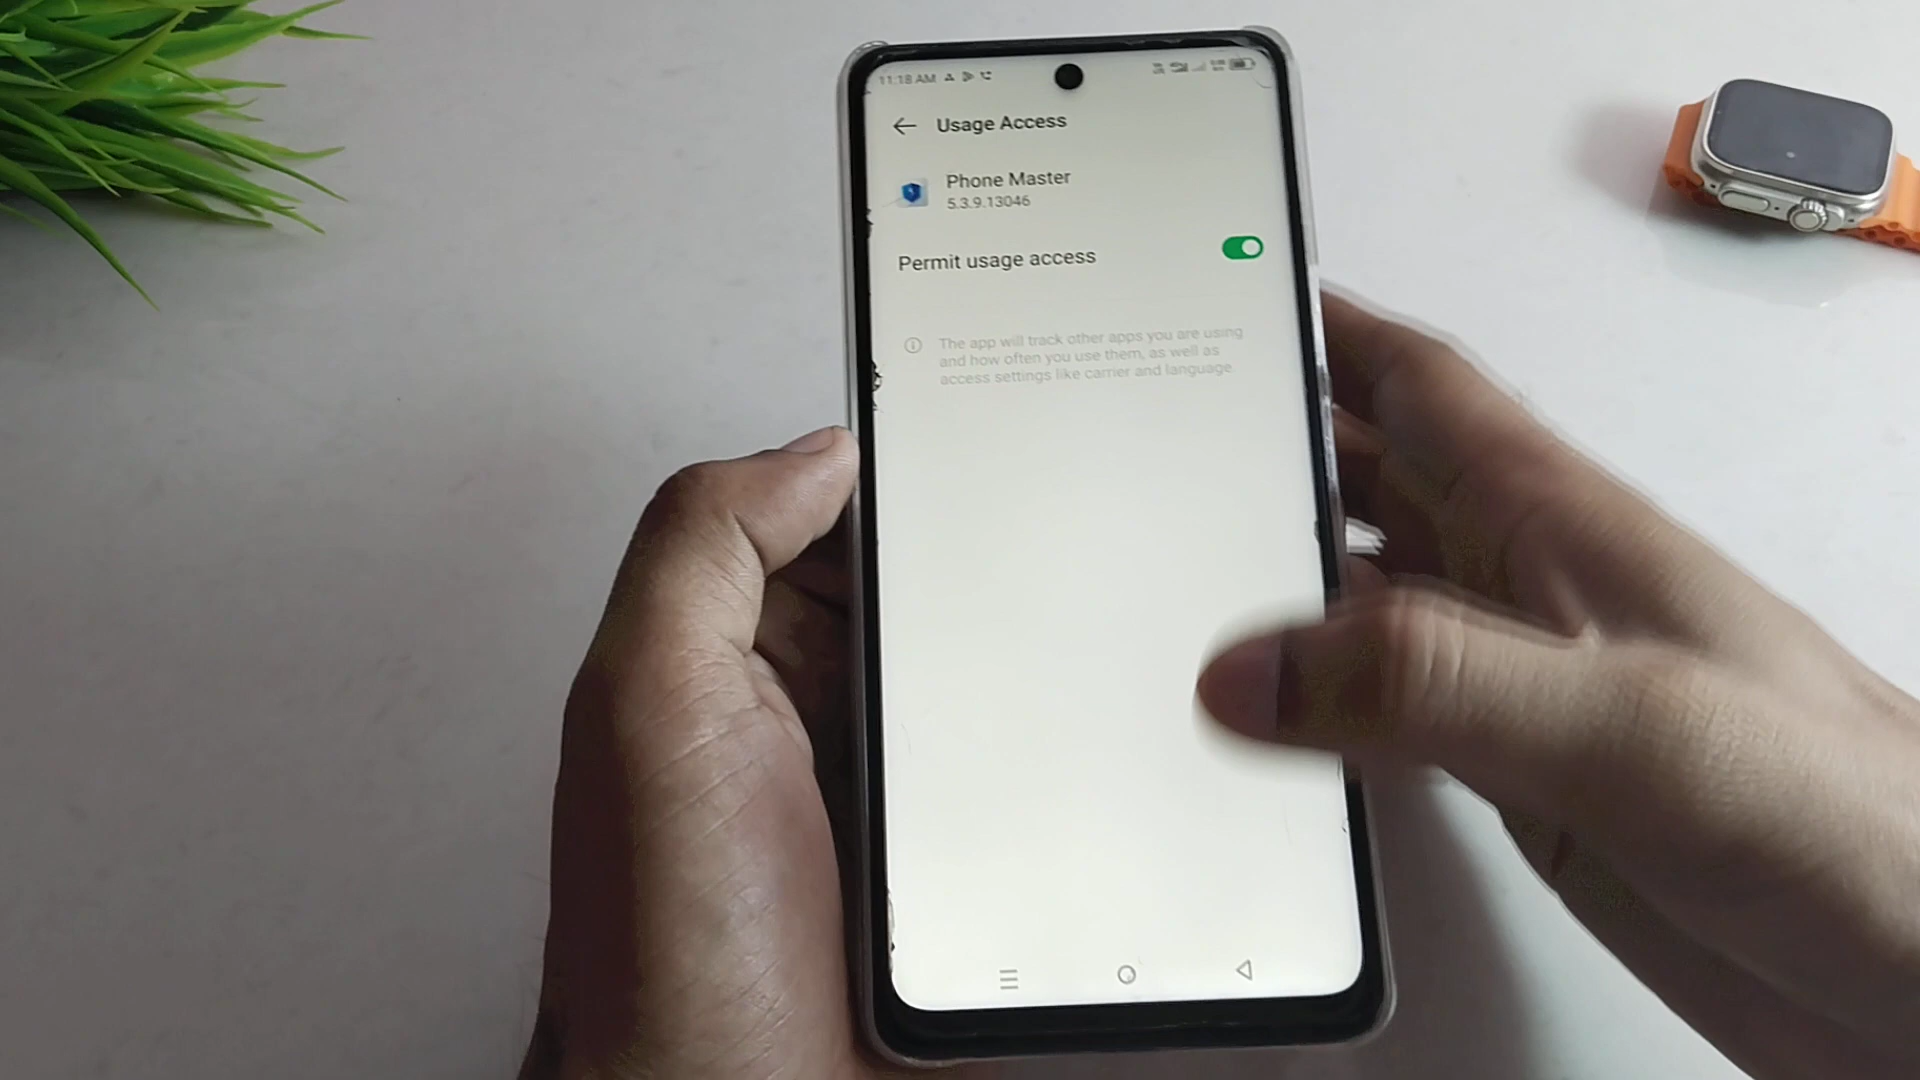 11:18 AM
Usage Access
Phone Master
5.3.9.13046
Permit usage access
The app will track other apps you are using
and how often you use them, as well as
access settings like carrier and language.